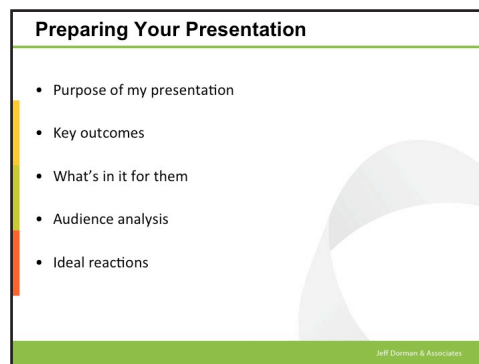 Preparing Your Presentation
• Purpose of my presentation
• Key outcomes
• What's in it for them
• Audience analysis
• Ideal reactions
Jeff Dorman & Associates